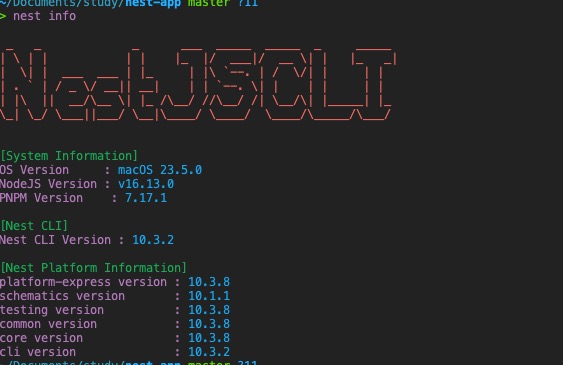 ~/Documents/study/nest-app master ?11
> nest info
NestJS CLI
[System Information]
OS Version : macOS 23.5.0
NodeJS Version : v16.13.0
PNPM Version : 7.17.1
[Nest CLI]
Nest CLI Version : 10.3.2
[Nest Platform Information]
platform-express version : 10.3.8
schematics version : 10.1.1
testing version : 10.3.8
common version : 10.3.8
core version : 10.3.8
cli version : 10.3.2
~/Documents/study/nest-app master ?11